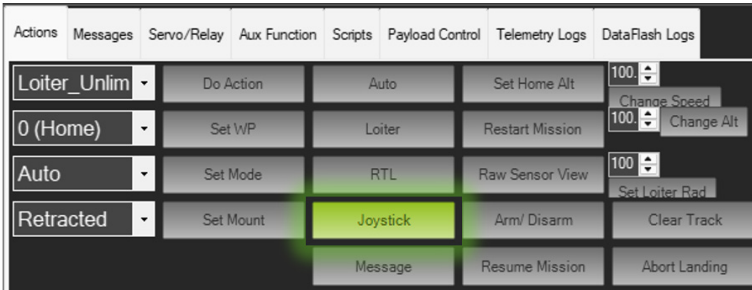 Actions Messages Servo/Relay Aux Function Scripts Payload Control Telemetry Logs DataFlash Logs
Loiter_Unlim Do Action Auto Set Home Alt 100. Change Speed
0 (Home) Set WP Loiter Restart Mission 100. Change Alt
Auto Set Mode RTL Raw Sensor View 100 Set Loiter Rad
Retracted Set Mount Joystick Arm/ Disarm Clear Track
Message Resume Mission Abort Landing